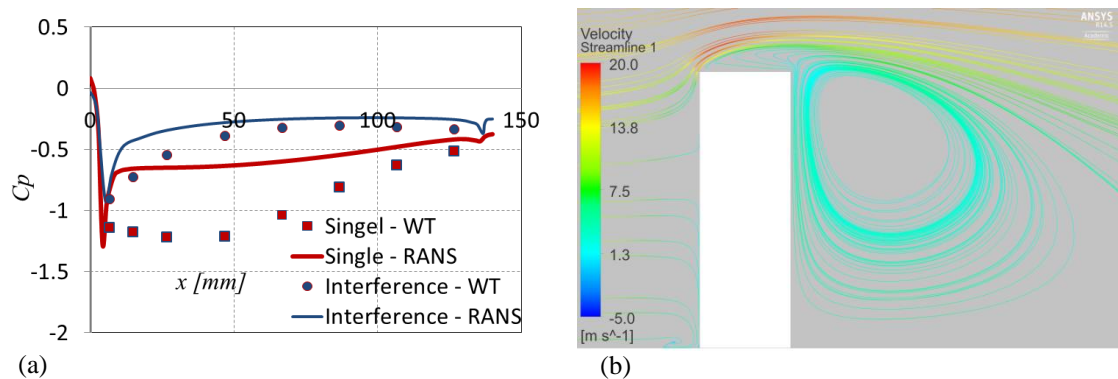 -0.5
0
0 50 100 150
-0.5
-1
-1.5
-2
Cp
x [mm]
Singel - WT
Single - RANS
Interference - WT
Interference - RANS
(a)
Velocity
Streamline 1
20.0
13.8
7.5
1.3
-5.0
[m s^-1]
ANSYS
R14.5
Academic
(b)